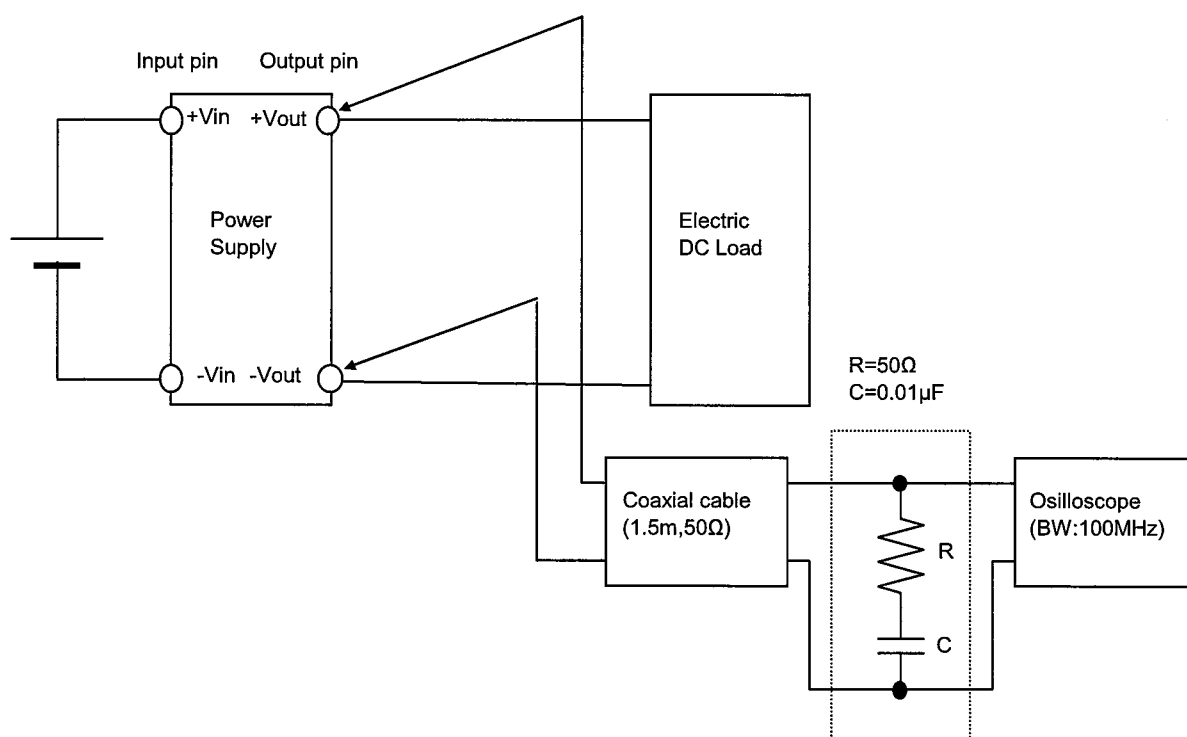 Input pin
Output pin
+Vin
+Vout
Power
Supply
Electric
DC Load
-Vin
-Vout
R=50Ω
C=0.01μF
Coaxial cable
(1.5m,50Ω)
R
C
Osilloscope
(BW:100MHz)